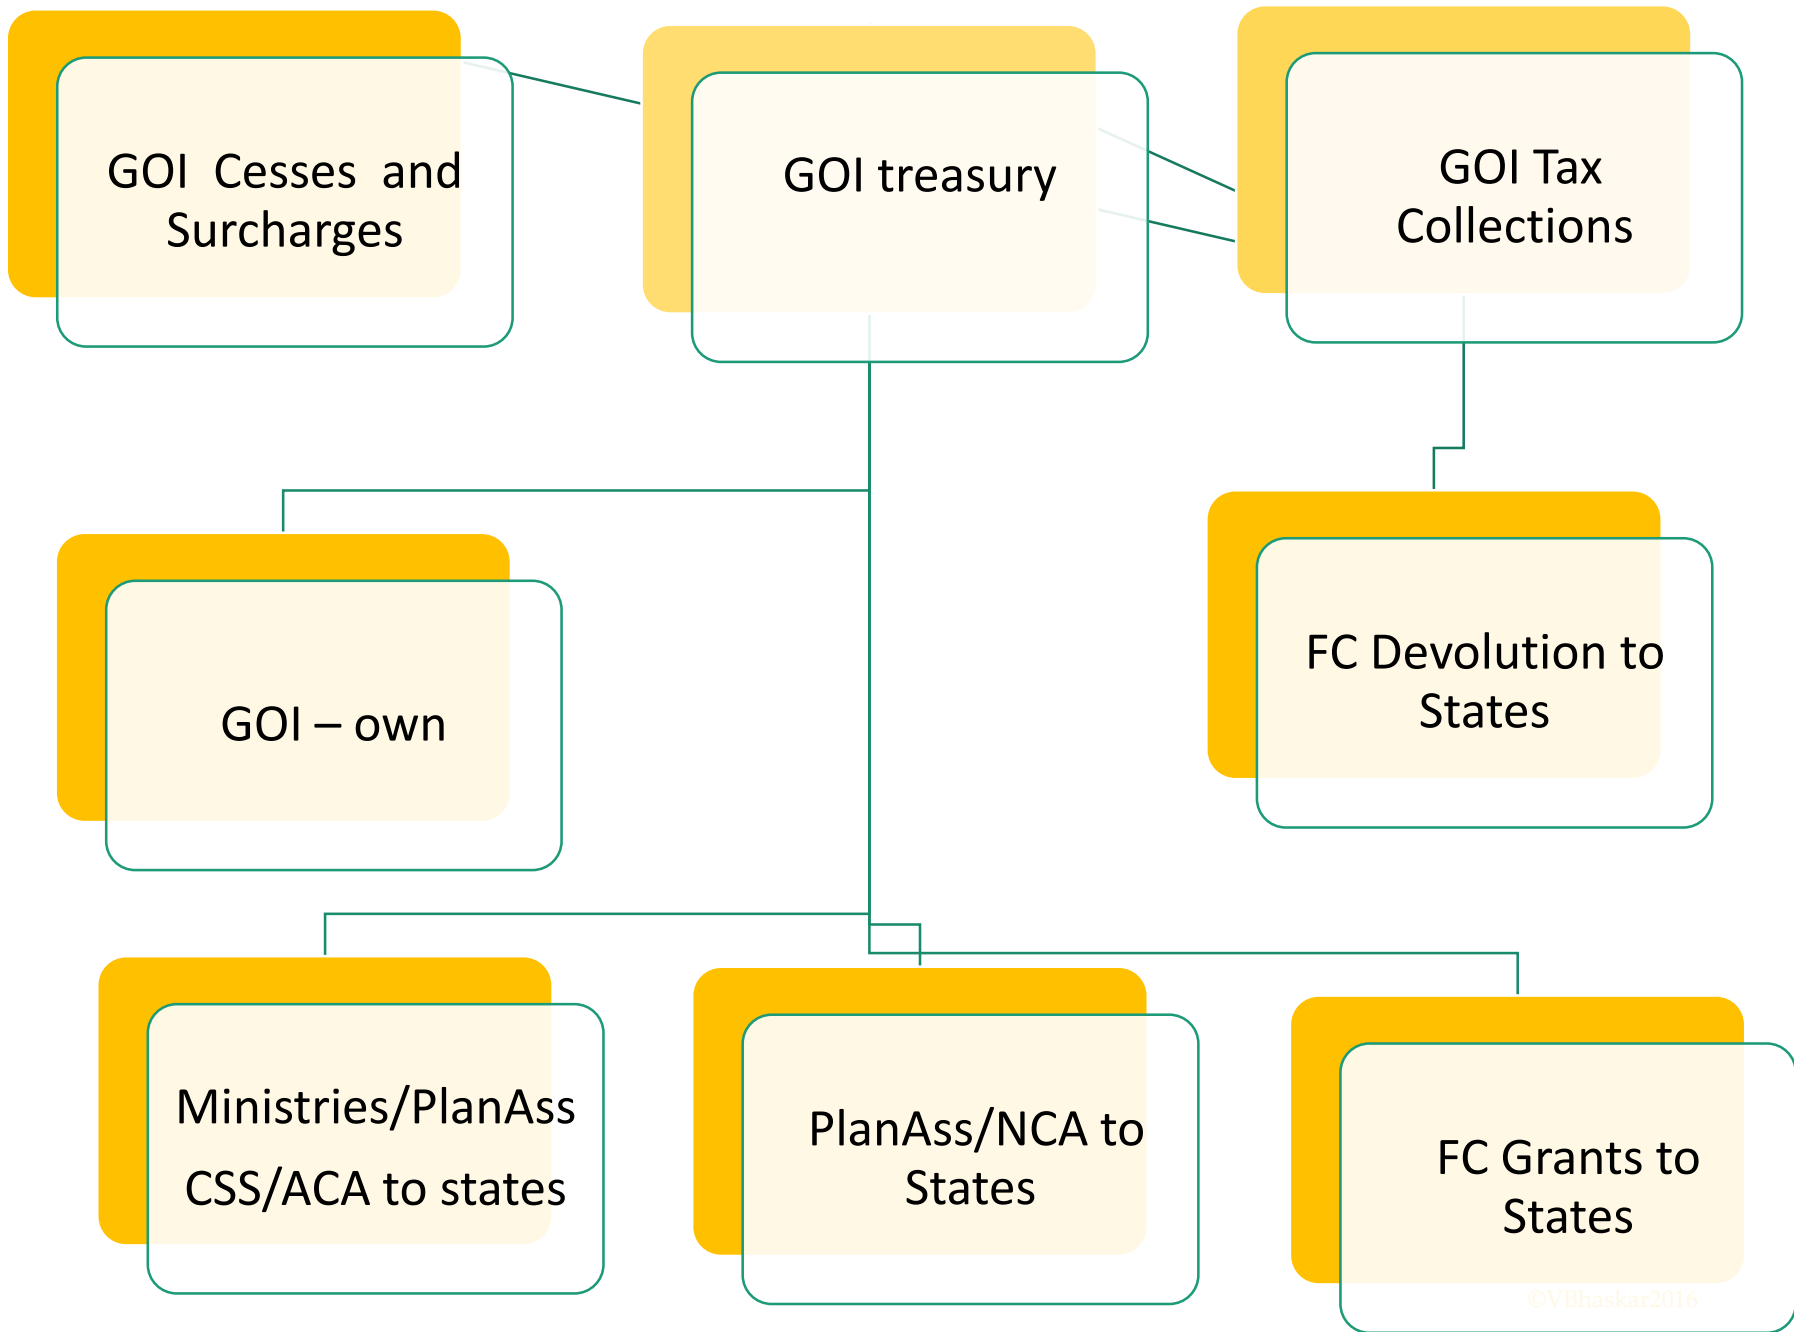 GOI Cesses and
Surcharges
GOI treasury
GOI Tax
Collections
GOI – own
FC Devolution to
States
Ministries/PlanAss
CSS/ACA to states
PlanAss/NCA to
States
FC Grants to
States
©VBhaskar2016